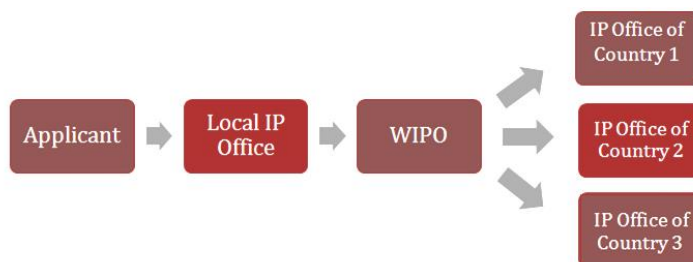 Applicant
Local IP
Office
WIPO
IP Office of
Country 1
IP Office of
Country 2
IP Office of
Country 3